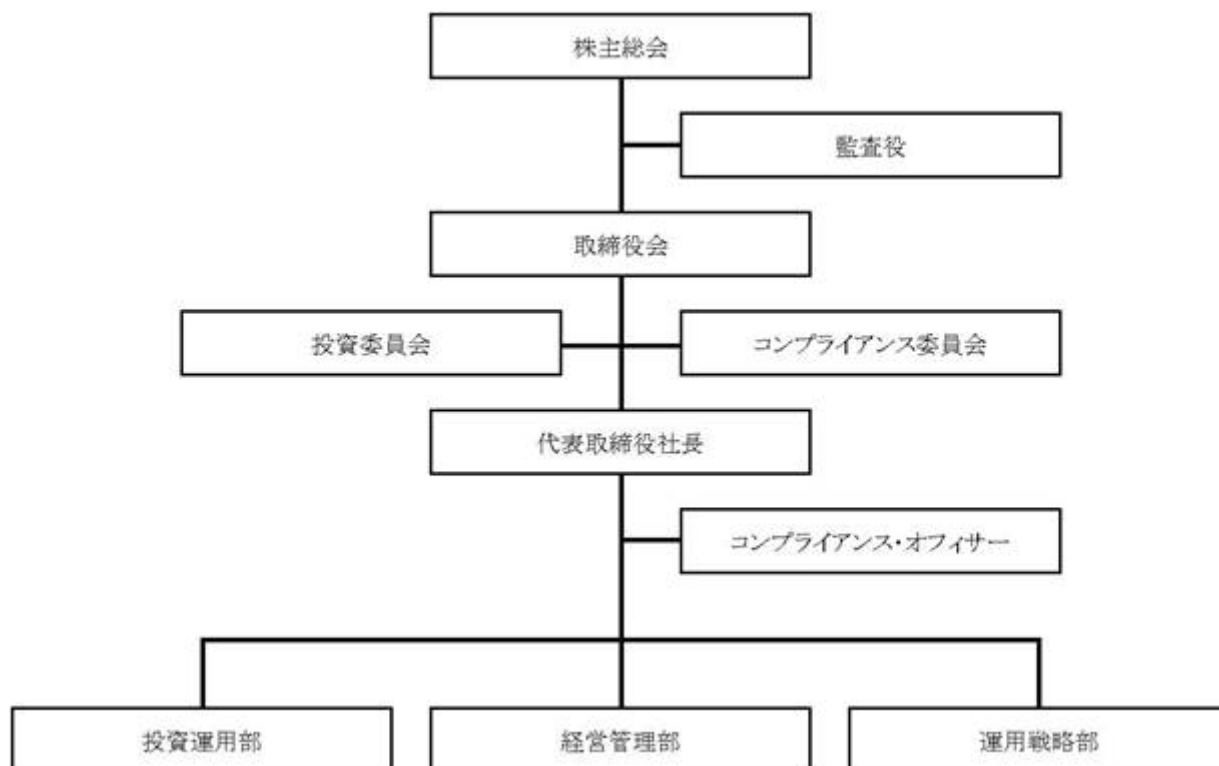 株主総会
監査役
取締役会
投資委員会
コンプライアンス委員会
代表取締役社長
コンプライアンス・オフィサー
投資運用部
経営管理部
運用戦略部